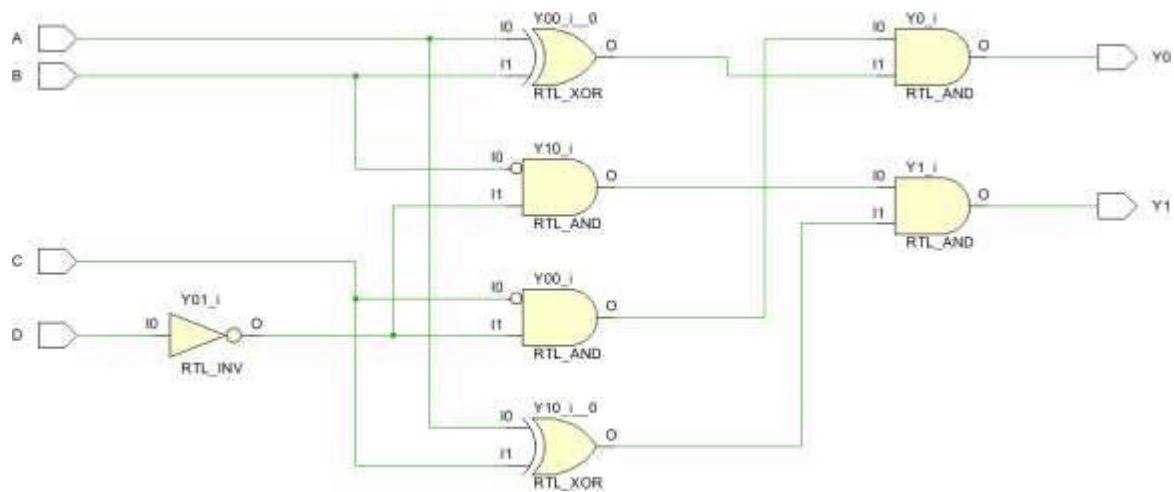 Y00_i__0
Y0_i
A
I0
O
I0
O
Y0
B
I1
I1
RTL_XOR
RTL_AND
Y10_i
Y1_i
I0
O
I0
O
Y1
I1
I1
RTL_AND
RTL_AND
C
Y00_i
Y01_i
I0
O
D
I0
O
I1
RTL_INV
RTL_AND
Y10_i__0
I0
O
I1
RTL_XOR